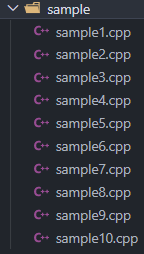 sample
C++ sample1.cpp
C++ sample2.cpp
C++ sample3.cpp
C++ sample4.cpp
C++ sample5.cpp
C++ sample6.cpp
C++ sample7.cpp
C++ sample8.cpp
C++ sample9.cpp
C++ sample10.cpp